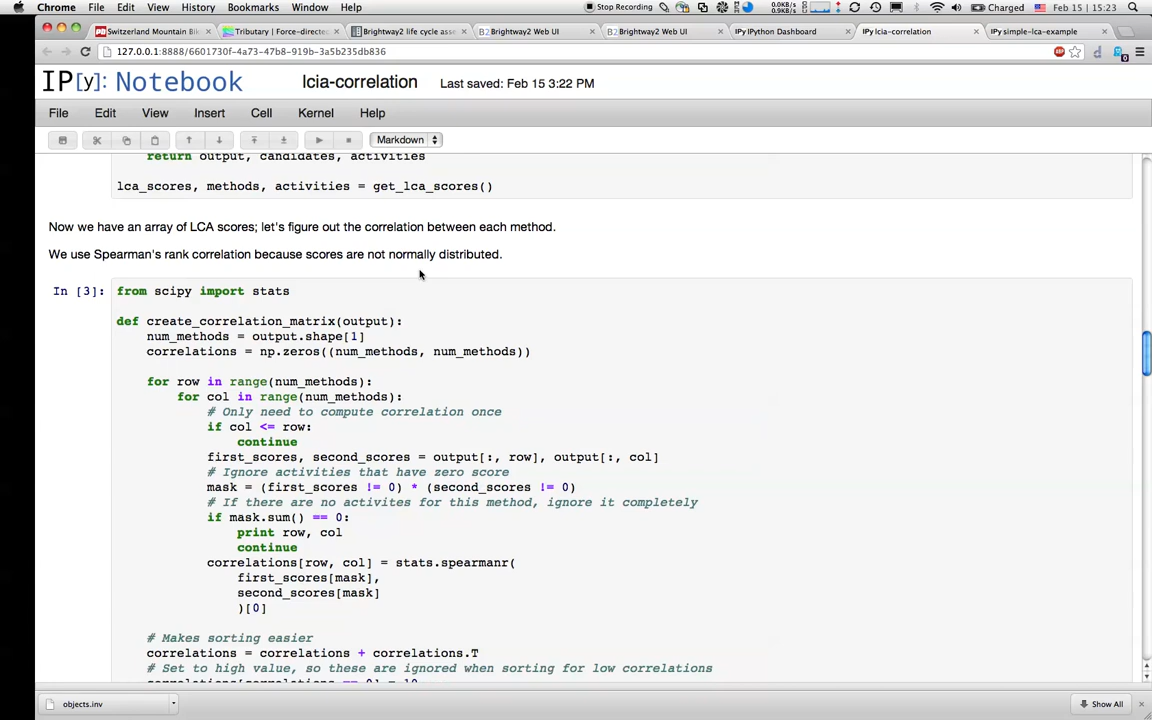 Chrome File Edit View History Bookmarks Window Help Stop Recording 0.0KB/s 0.0KB/s Charged Feb 15 15:23
Switzerland Mountain Bik Tributary | Force-direct Brightway2 life cycle asse B2 Brightway2 Web UI B2 Brightway2 Web UI IPy IPython Dashboard IPy lcia-correlation IPy simple-lca-example
127.0.0.1:8888/6601730f-4a73-47b8-919b-3a5b235db836
IP[y]: Notebook lcia-correlation Last saved: Feb 15 3:22 PM
File Edit View Insert Cell Kernel Help
Markdown
return output, candidates, activities
lca_scores, methods, activities = get_lca_scores()
Now we have an array of LCA scores; let's figure out the correlation between each method.
We use Spearman's rank correlation because scores are not normally distributed.
In [3]: from scipy import stats
def create_correlation_matrix(output):
num_methods = output.shape[1]
correlations = np.zeros((num_methods, num_methods))
for row in range(num_methods):
for col in range(num_methods):
# Only need to compute correlation once
if col <= row:
continue
first_scores, second_scores = output[:, row], output[:, col]
# Ignore activities that have zero score
mask = (first_scores != 0) * (second_scores != 0)
# If there are no activites for this method, ignore it completely
if mask.sum() == 0:
print row, col
continue
correlations[row, col] = stats.spearmanr(
first_scores[mask],
second_scores[mask]
)[0]
# Makes sorting easier
correlations = correlations + correlations.T
# Set to high value, so these are ignored when sorting for low correlations
objects.inv Show All